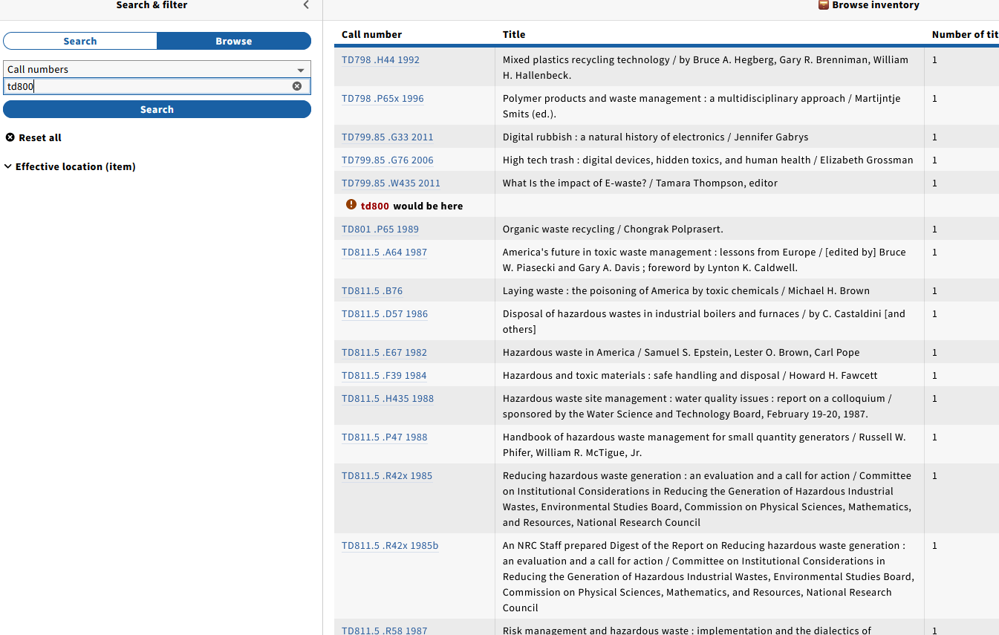 Search & filter
Search
Browse
Call numbers
td800
Search
Reset all
Effective location (item)
Browse inventory
Call number Title Number of tit
TD798 .H44 1992 Mixed plastics recycling technology / by Bruce A. Hegberg, Gary R. Brenniman, William 1
H. Hallenbeck.
TD798 .P65x 1996 Polymer products and waste management : a multidisciplinary approach / Martijntje 1
Smits (ed.).
TD799.85 .G33 2011 Digital rubbish : a natural history of electronics / Jennifer Gabrys 1
TD799.85 .G76 2006 High tech trash : digital devices, hidden toxics, and human health / Elizabeth Grossman 1
TD799.85 .W435 2011 What Is the impact of E-waste? / Tamara Thompson, editor 1
td800 would be here
TD801 .P65 1989 Organic waste recycling / Chongrak Polprasert. 1
TD811.5 .A64 1987 America's future in toxic waste management : lessons from Europe / [edited by] Bruce 1
W. Piasecki and Gary A. Davis ; foreword by Lynton K. Caldwell.
TD811.5 .B76 Laying waste : the poisoning of America by toxic chemicals / Michael H. Brown 1
TD811.5 .D57 1986 Disposal of hazardous wastes in industrial boilers and furnaces / by C. Castaldini [and 1
others]
TD811.5 .E67 1982 Hazardous waste in America / Samuel S. Epstein, Lester O. Brown, Carl Pope 1
TD811.5 .F39 1984 Hazardous and toxic materials : safe handling and disposal / Howard H. Fawcett 1
TD811.5 .H435 1988 Hazardous waste site management : water quality issues : report on a colloquium / 1
sponsored by the Water Science and Technology Board, February 19-20, 1987.
TD811.5 .P47 1988 Handbook of hazardous waste management for small quantity generators / Russell W. 1
Phifer, William R. McTigue, Jr.
TD811.5 .R42x 1985 Reducing hazardous waste generation : an evaluation and a call for action / Committee 1
on Institutional Considerations in Reducing the Generation of Hazardous Industrial
Wastes, Environmental Studies Board, Commission on Physical Sciences, Mathematics,
and Resources, National Research Council
TD811.5 .R42x 1985b An NRC Staff prepared Digest of the Report on Reducing hazardous waste generation : 1
an evaluation and a call for action / Committee on Institutional Considerations in
Reducing the Generation of Hazardous Industrial Wastes, Environmental Studies Board,
Commission on Physical Sciences, Mathematics, and Resources, National Research
Council
TD811.5 .R58 1987 Risk management and hazardous waste : implementation and the dialectics of 1